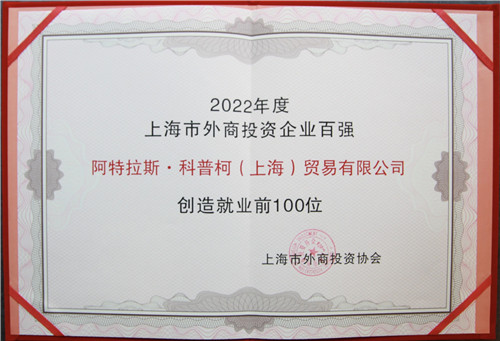 2022年度
上海市外商投资企业百强
阿特拉斯·科普柯（上海）贸易有限公司
创造就业前100位
上海市外商投资协会